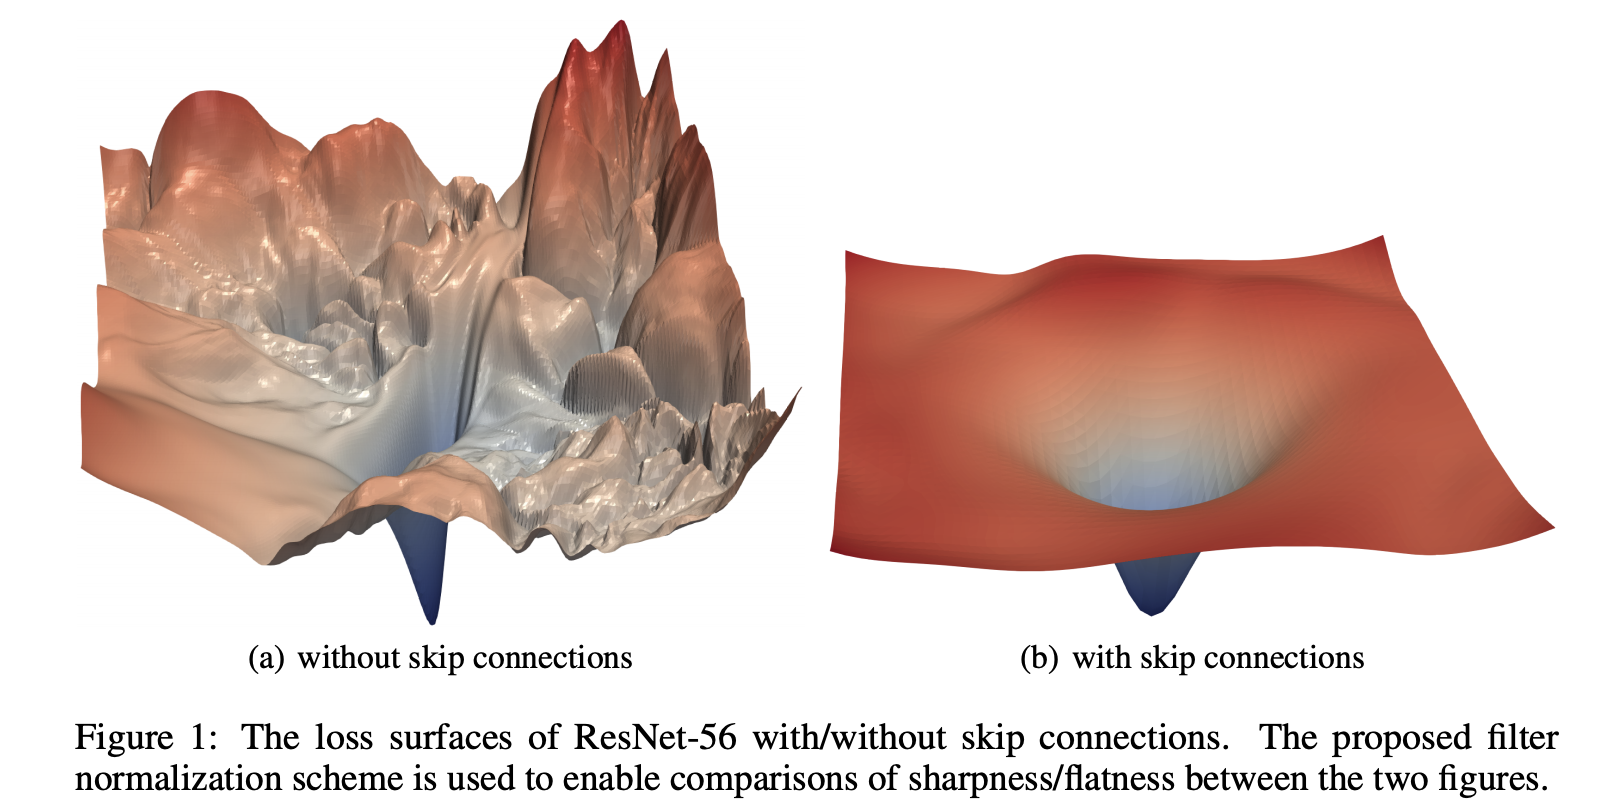 (a) without skip connections
(b) with skip connections
Figure 1: The loss surfaces of ResNet-56 with/without skip connections. The proposed filter
normalization scheme is used to enable comparisons of sharpness/flatness between the two figures.